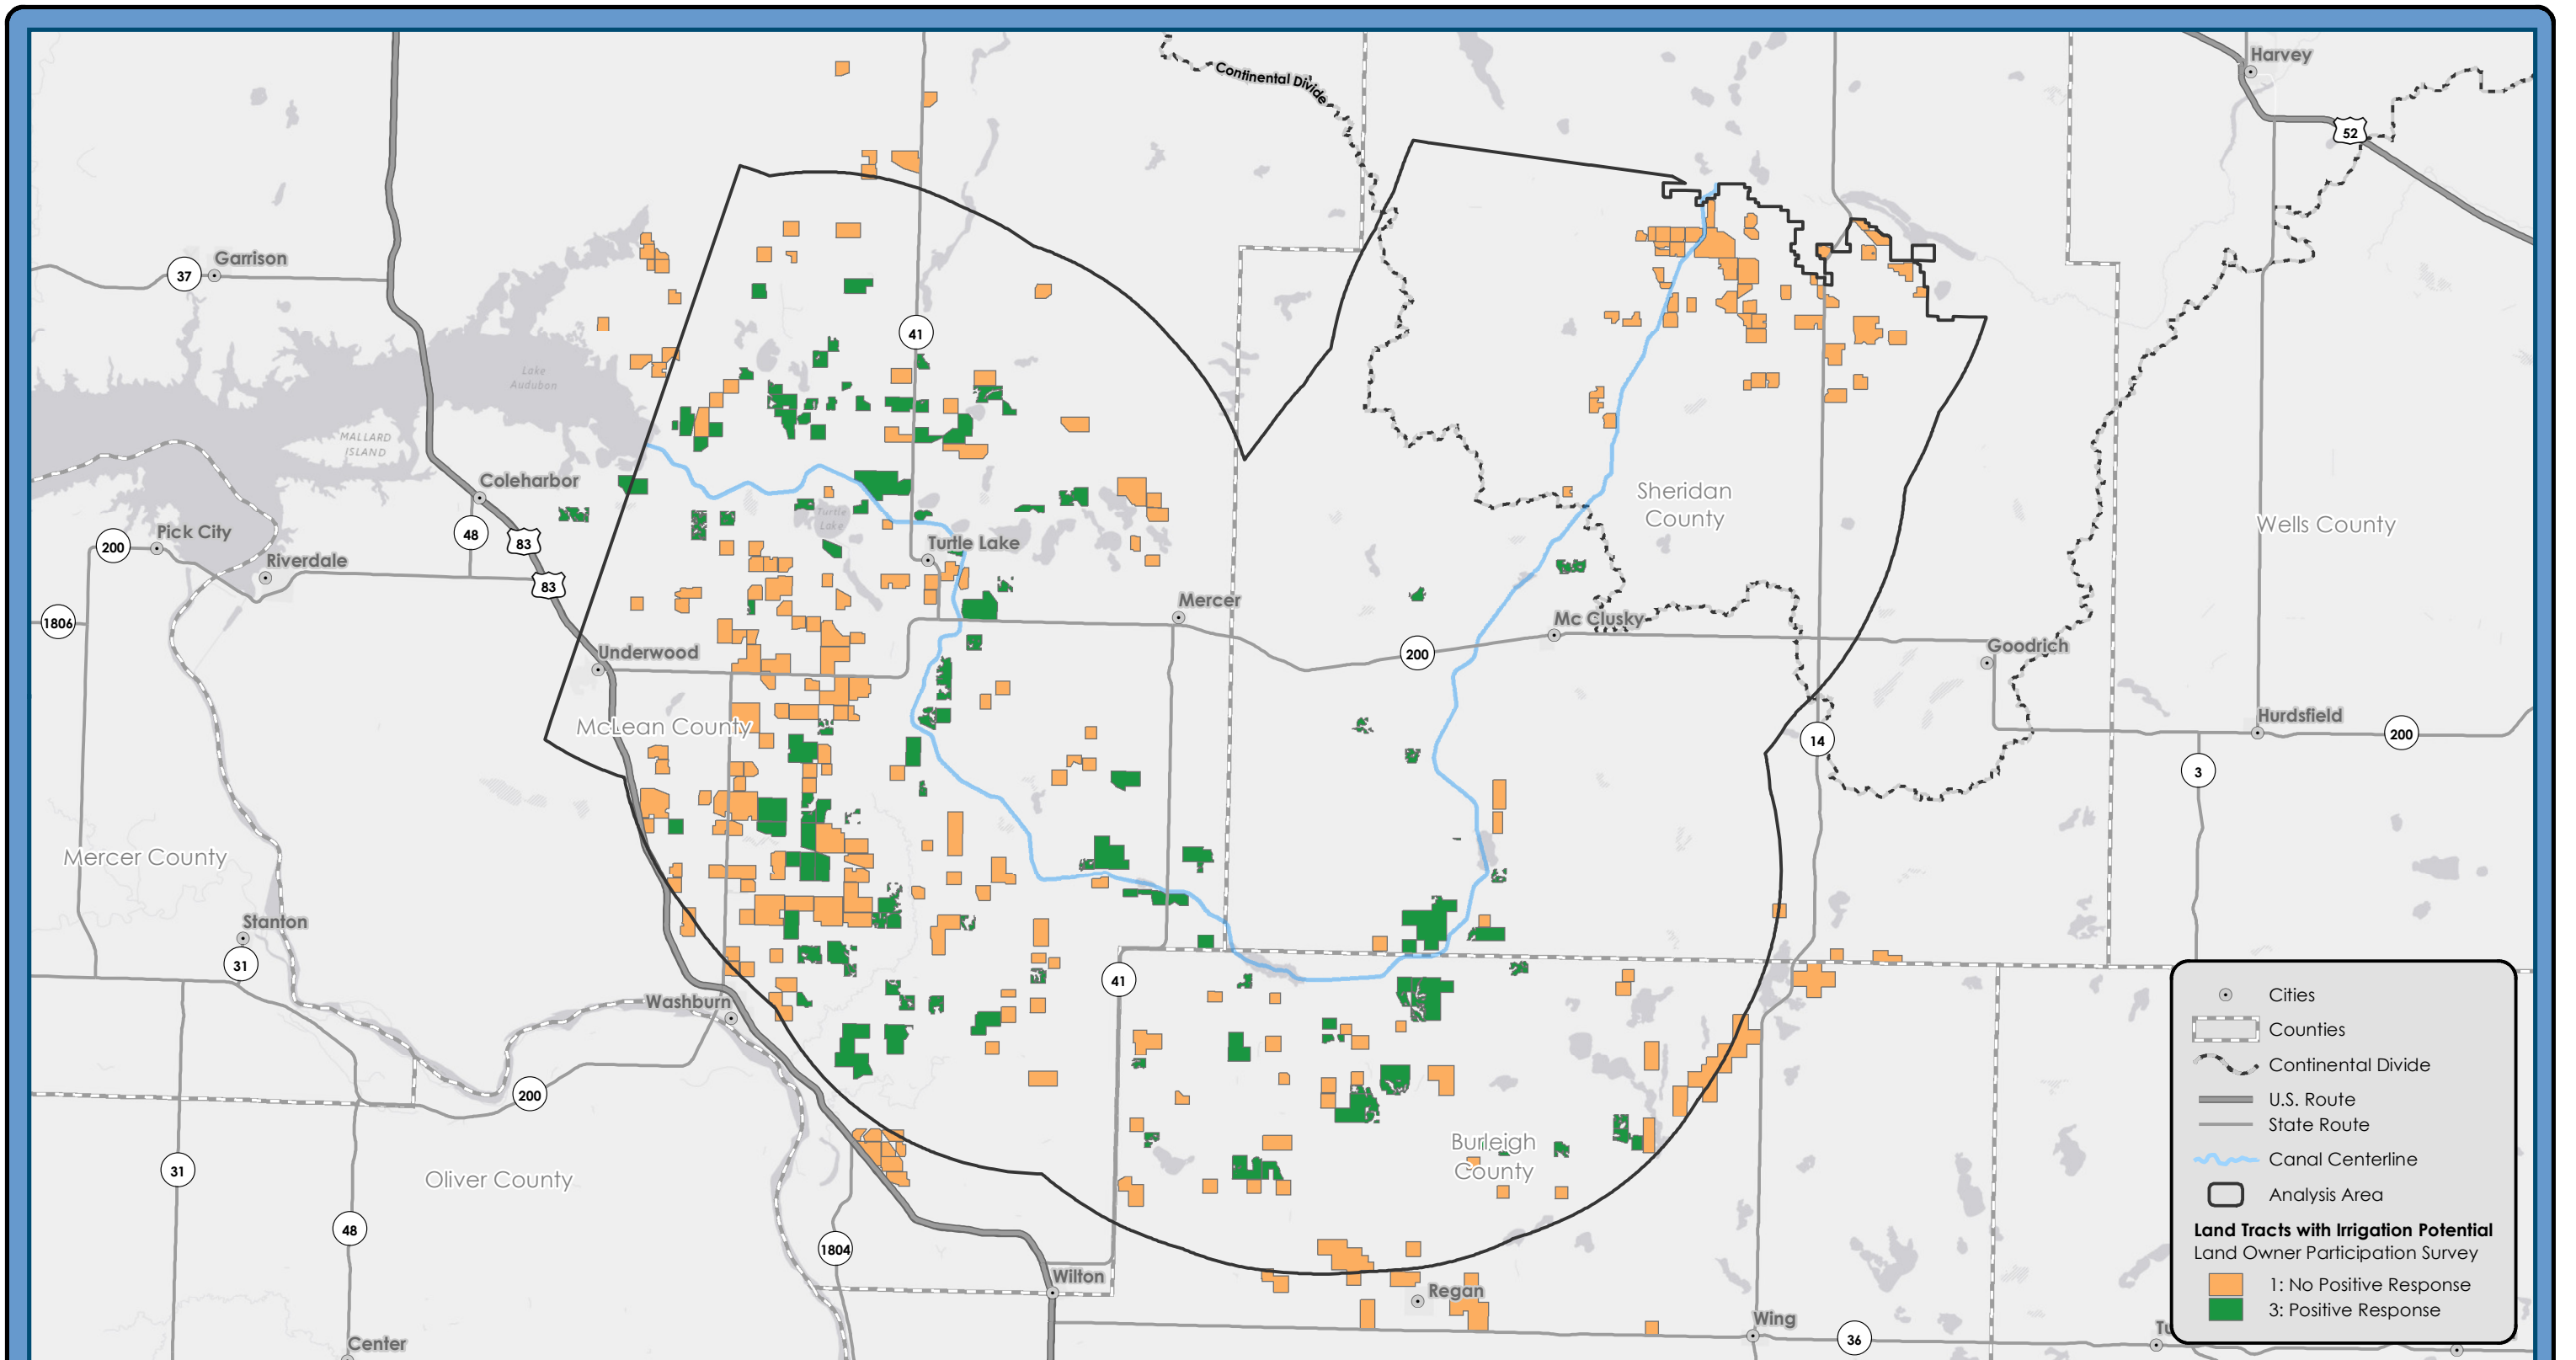 Harvey
Continental Divide
52
Garrison
37
41
Lake
Audubon
MALLARD
ISLAND
Coleharbor
Sheridan
County
Wells County
Turtle
Lake
Pick City
48
83
200
Riverdale
Turtle Lake
83
Mercer
1806
Mc Clusky
Underwood
200
Goodrich
McLean County
Hurdsfield
14
200
3
Mercer County
Stanton
31
41
Washburn
Cities
Counties
Continental Divide
200
U.S. Route
State Route
Burleigh
County
Canal Centerline
31
Oliver County
Analysis Area
48
1804
Land Tracts with Irrigation Potential
Land Owner Participation Survey
Wilton
Regan
1: No Positive Response
3: Positive Response
Wing
36
Center